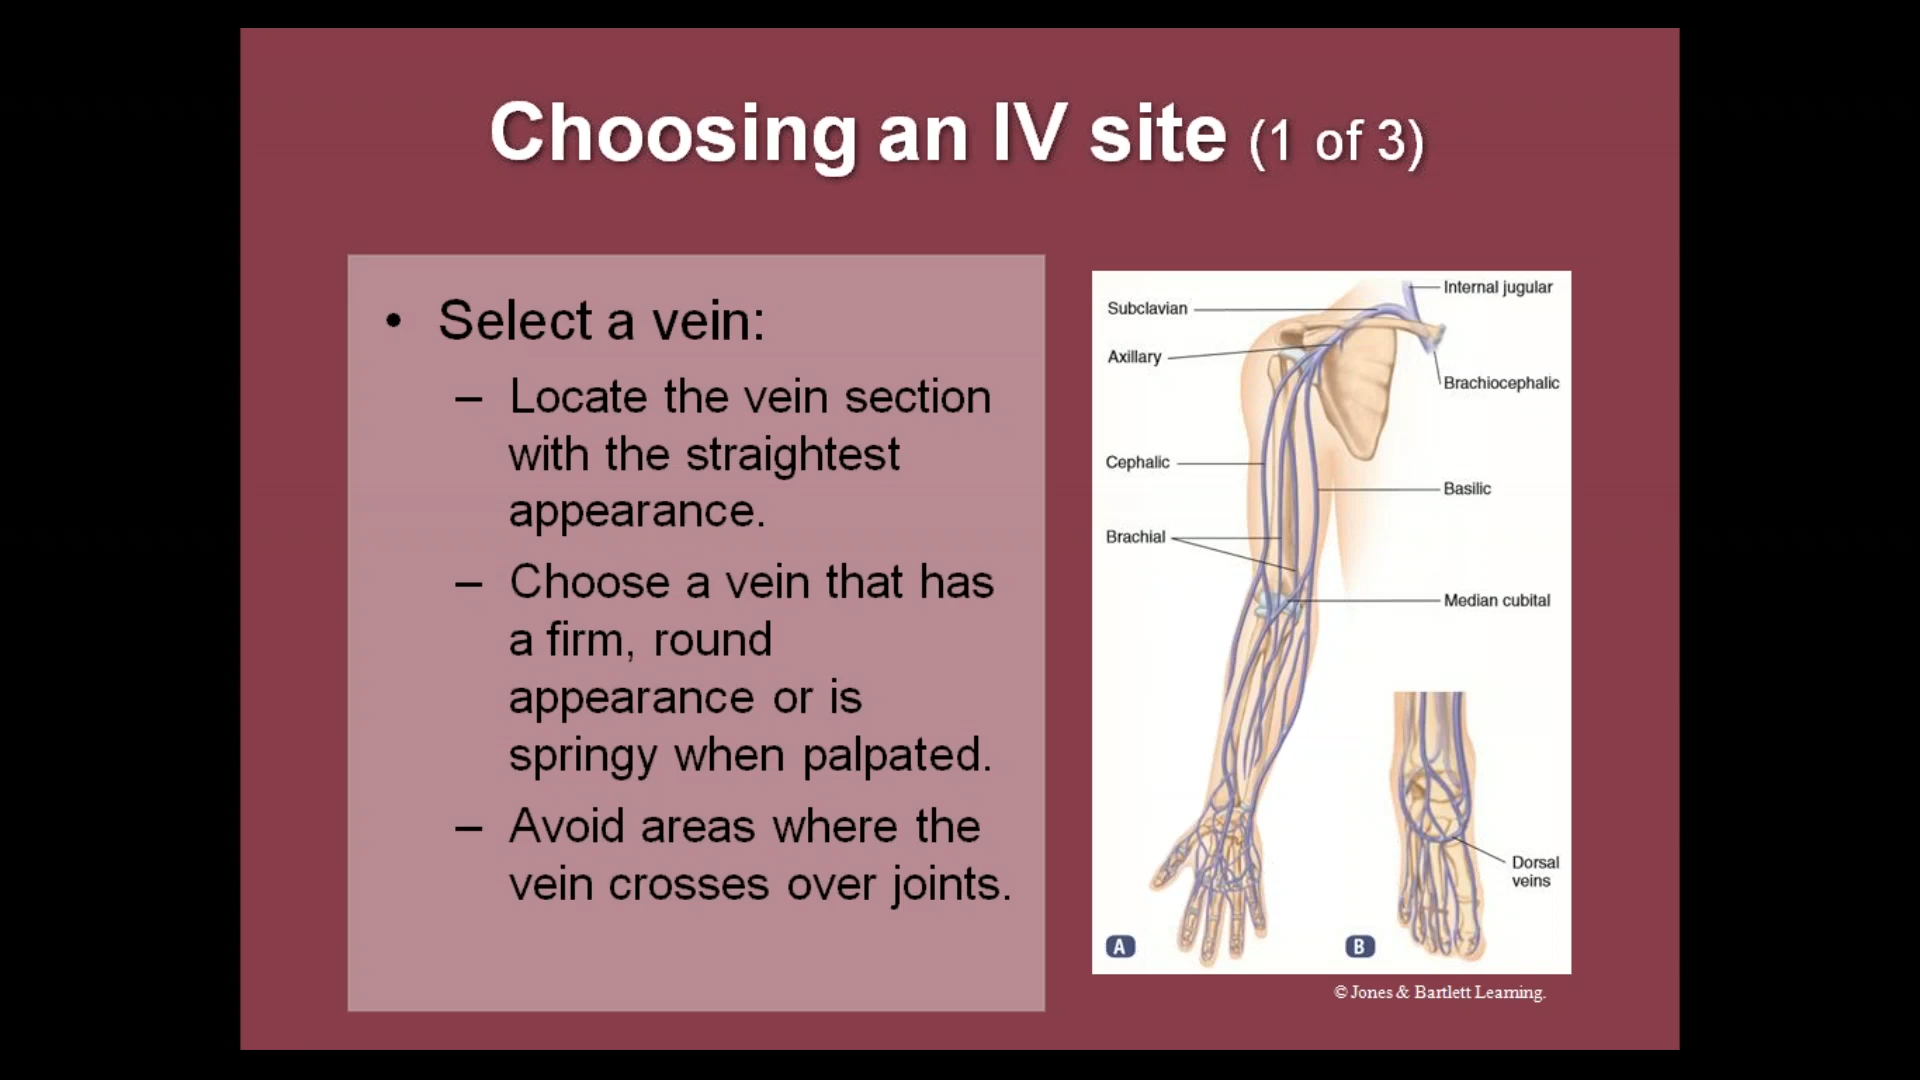 Choosing an IV site (1 of 3)
• Select a vein:
– Locate the vein section
with the straightest
appearance.
– Choose a vein that has
a firm, round
appearance or is
springy when palpated.
– Avoid areas where the
vein crosses over joints.
Internal jugular
Subclavian
Axillary
Brachiocephalic
Cephalic
Basilic
Brachial
Median cubital
Dorsal
veins
A
B
© Jones & Bartlett Learning.